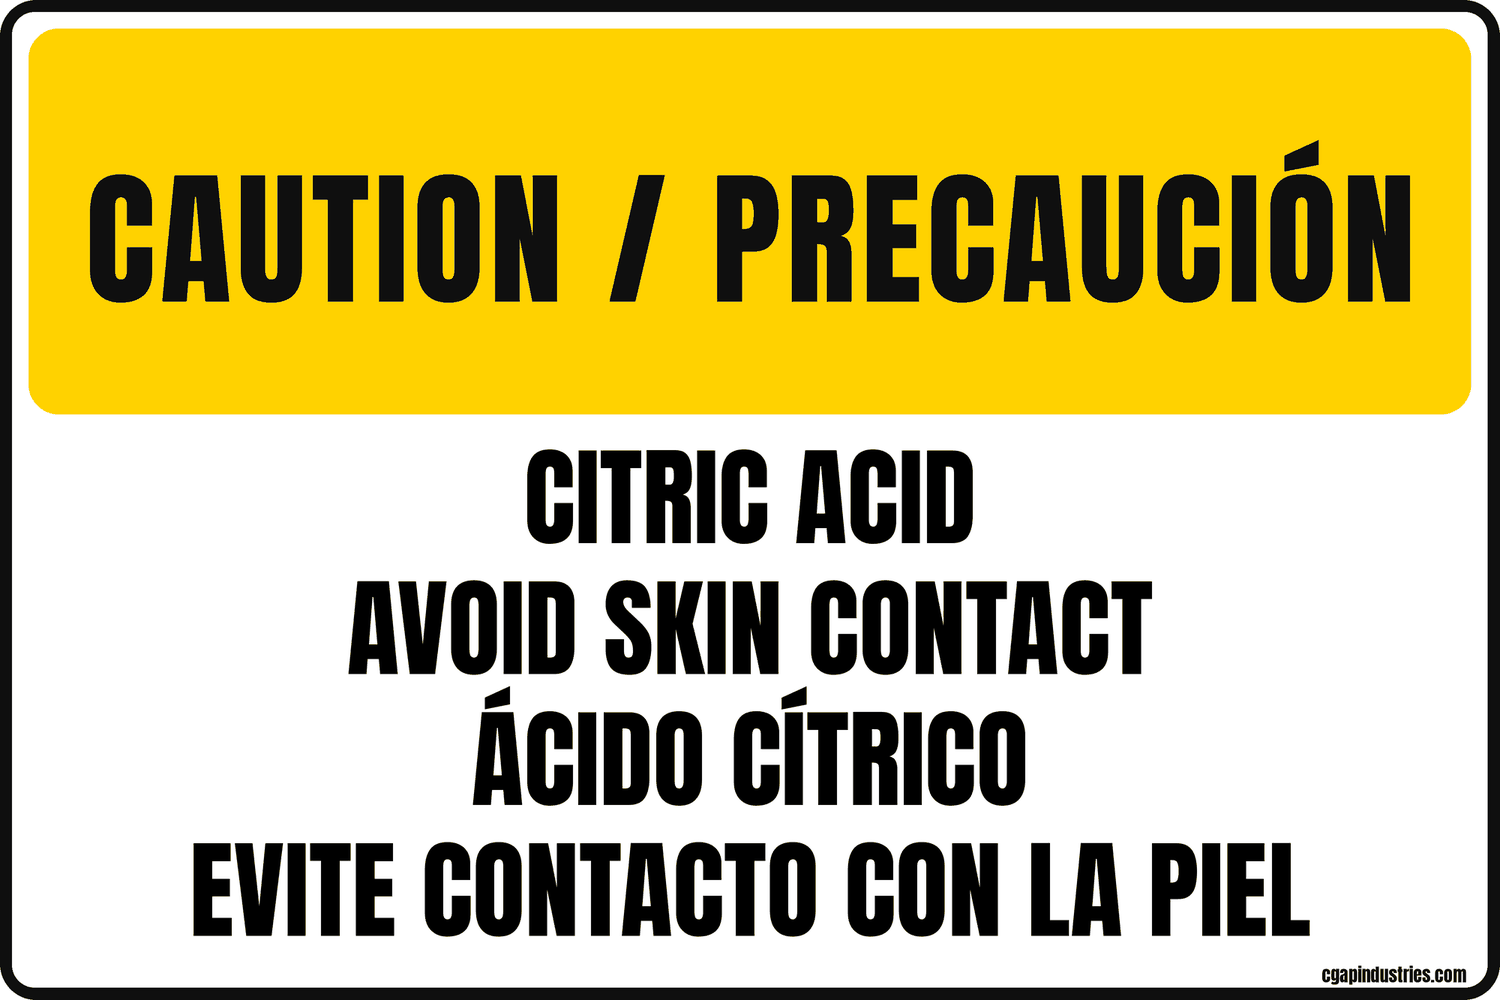 CAUTION / PRECAUCIÓN
CITRIC ACID
AVOID SKIN CONTACT
ÁCIDO CÍTRICO
EVITE CONTACTO CON LA PIEL
cgapindustries.com